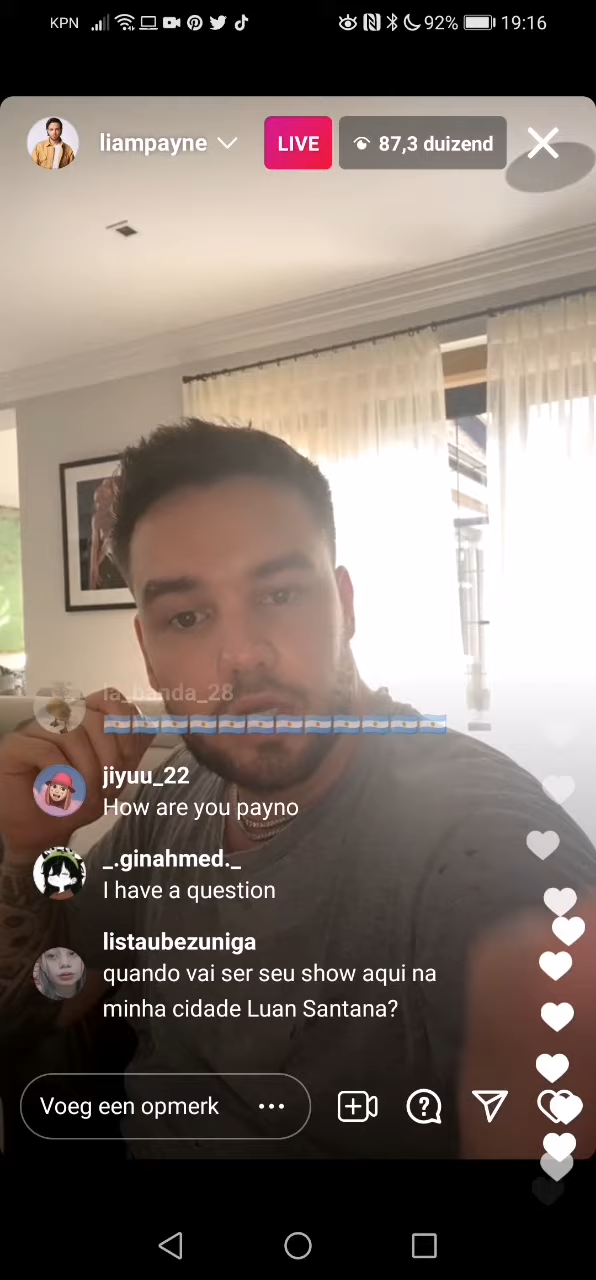 KPN 92% 19:16
liampayne LIVE 87,3 duizend
la_banda_28
jiyuu_22
How are you payno
_.ginahmed._
I have a question
listaubezuniga
quando vai ser seu show aqui na
minha cidade Luan Santana?
Voeg een opmerk